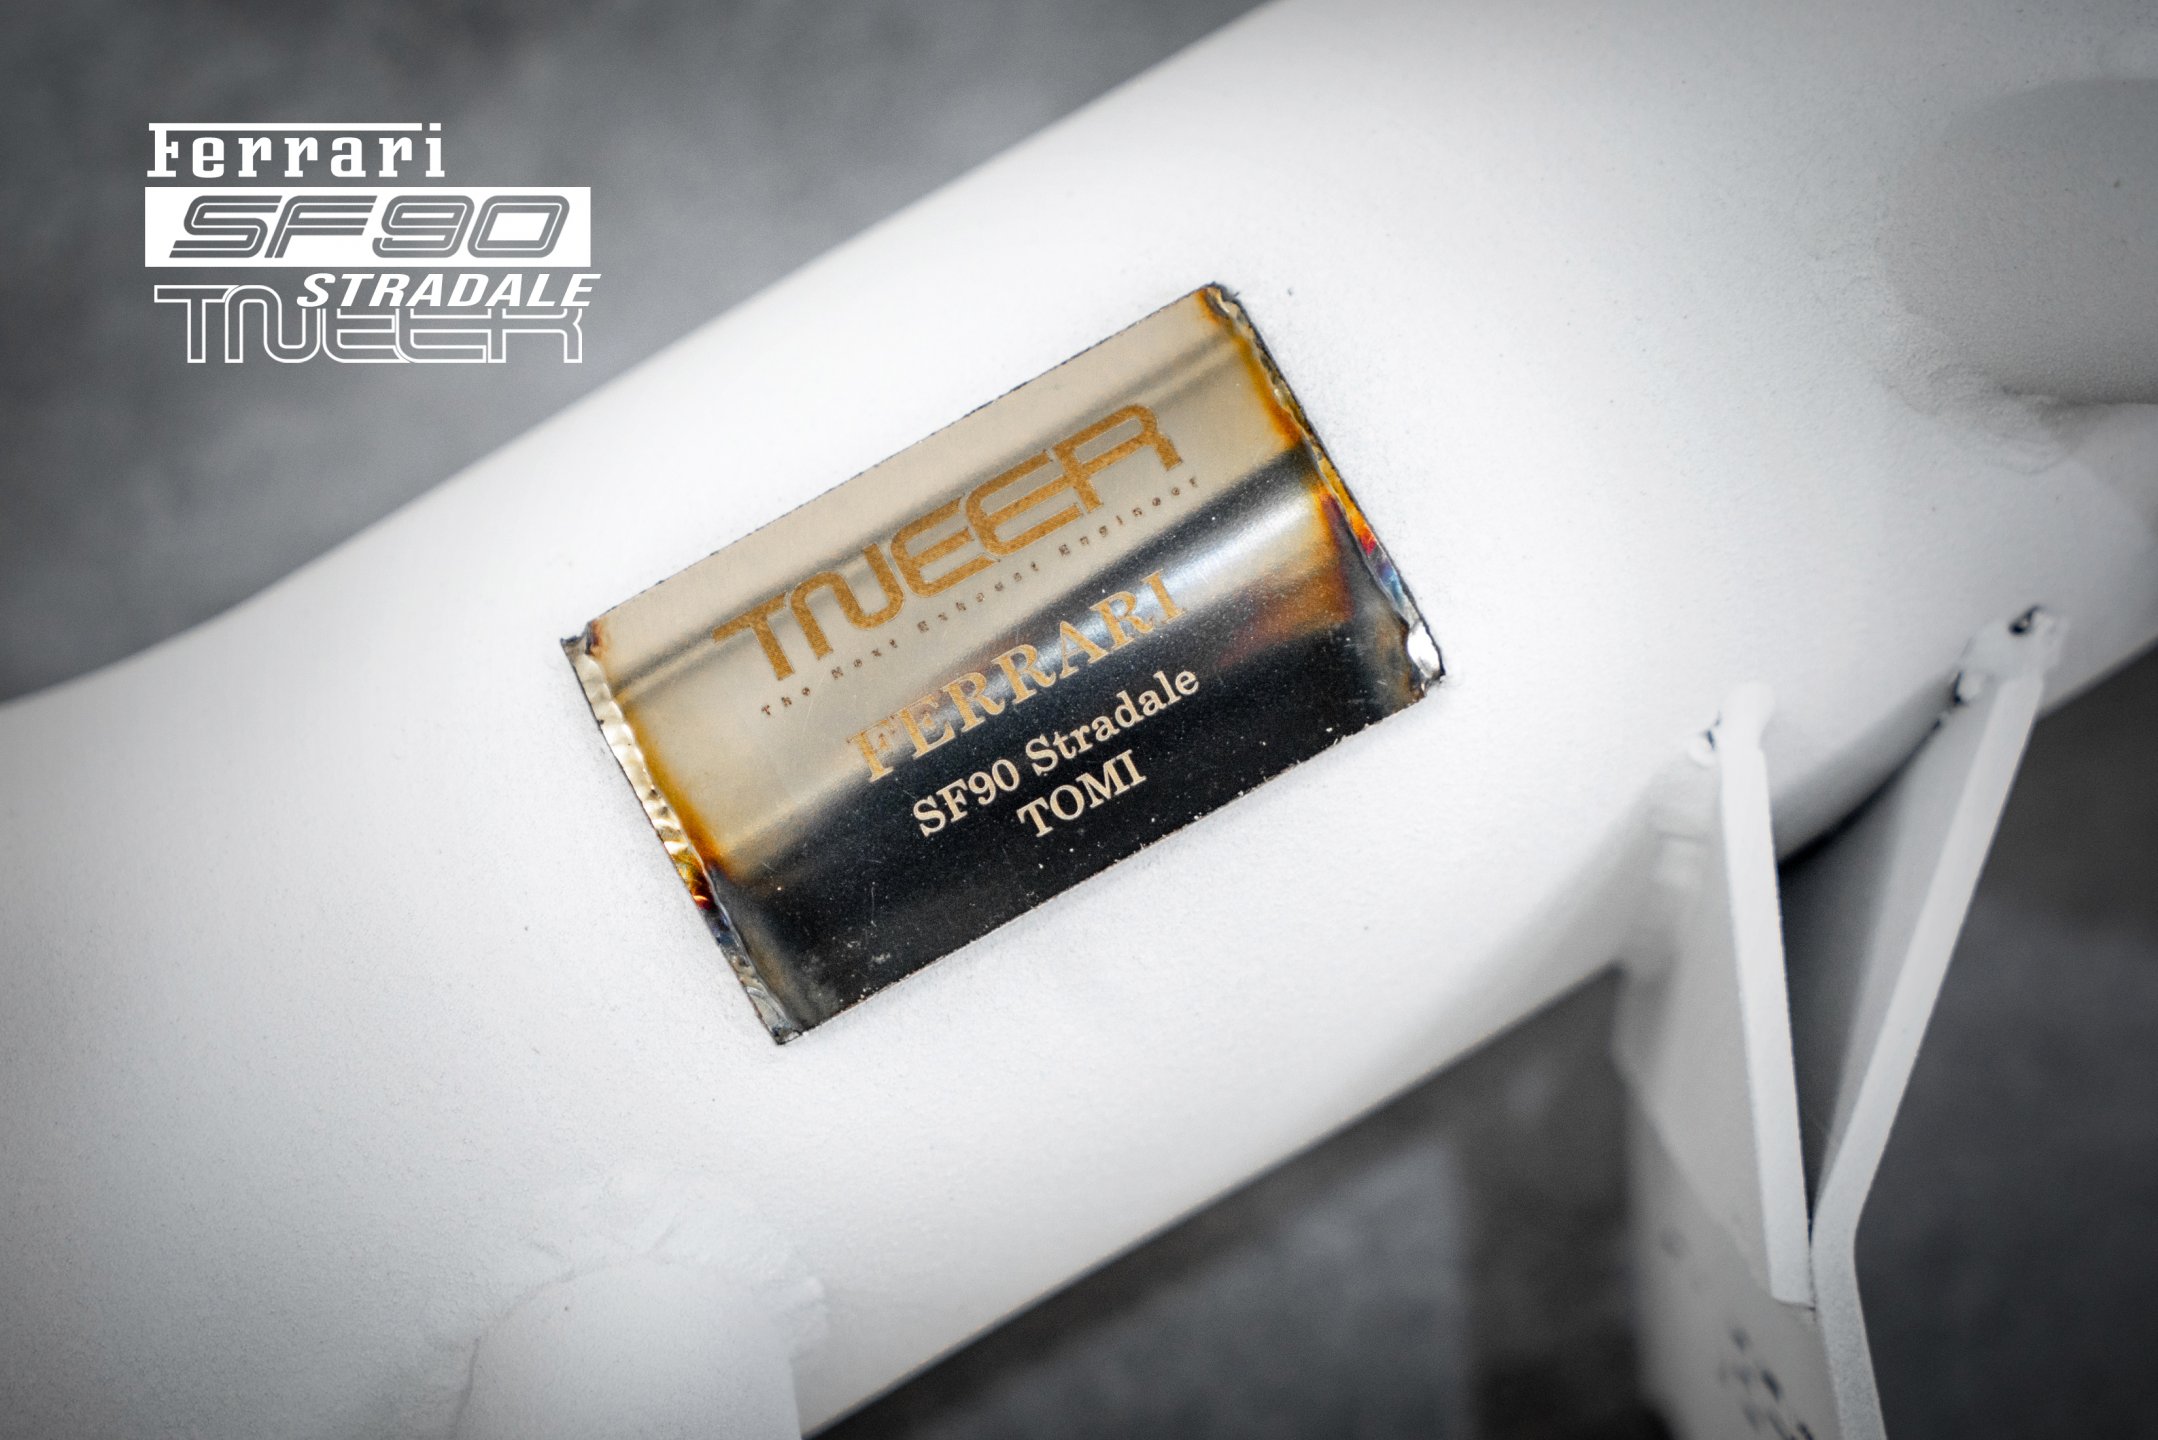 Ferrari
SF90
STRADALE
TNEER
TNEER
The Next Exhaust Engineer
FERRARI
SF90 Stradale
TOMI